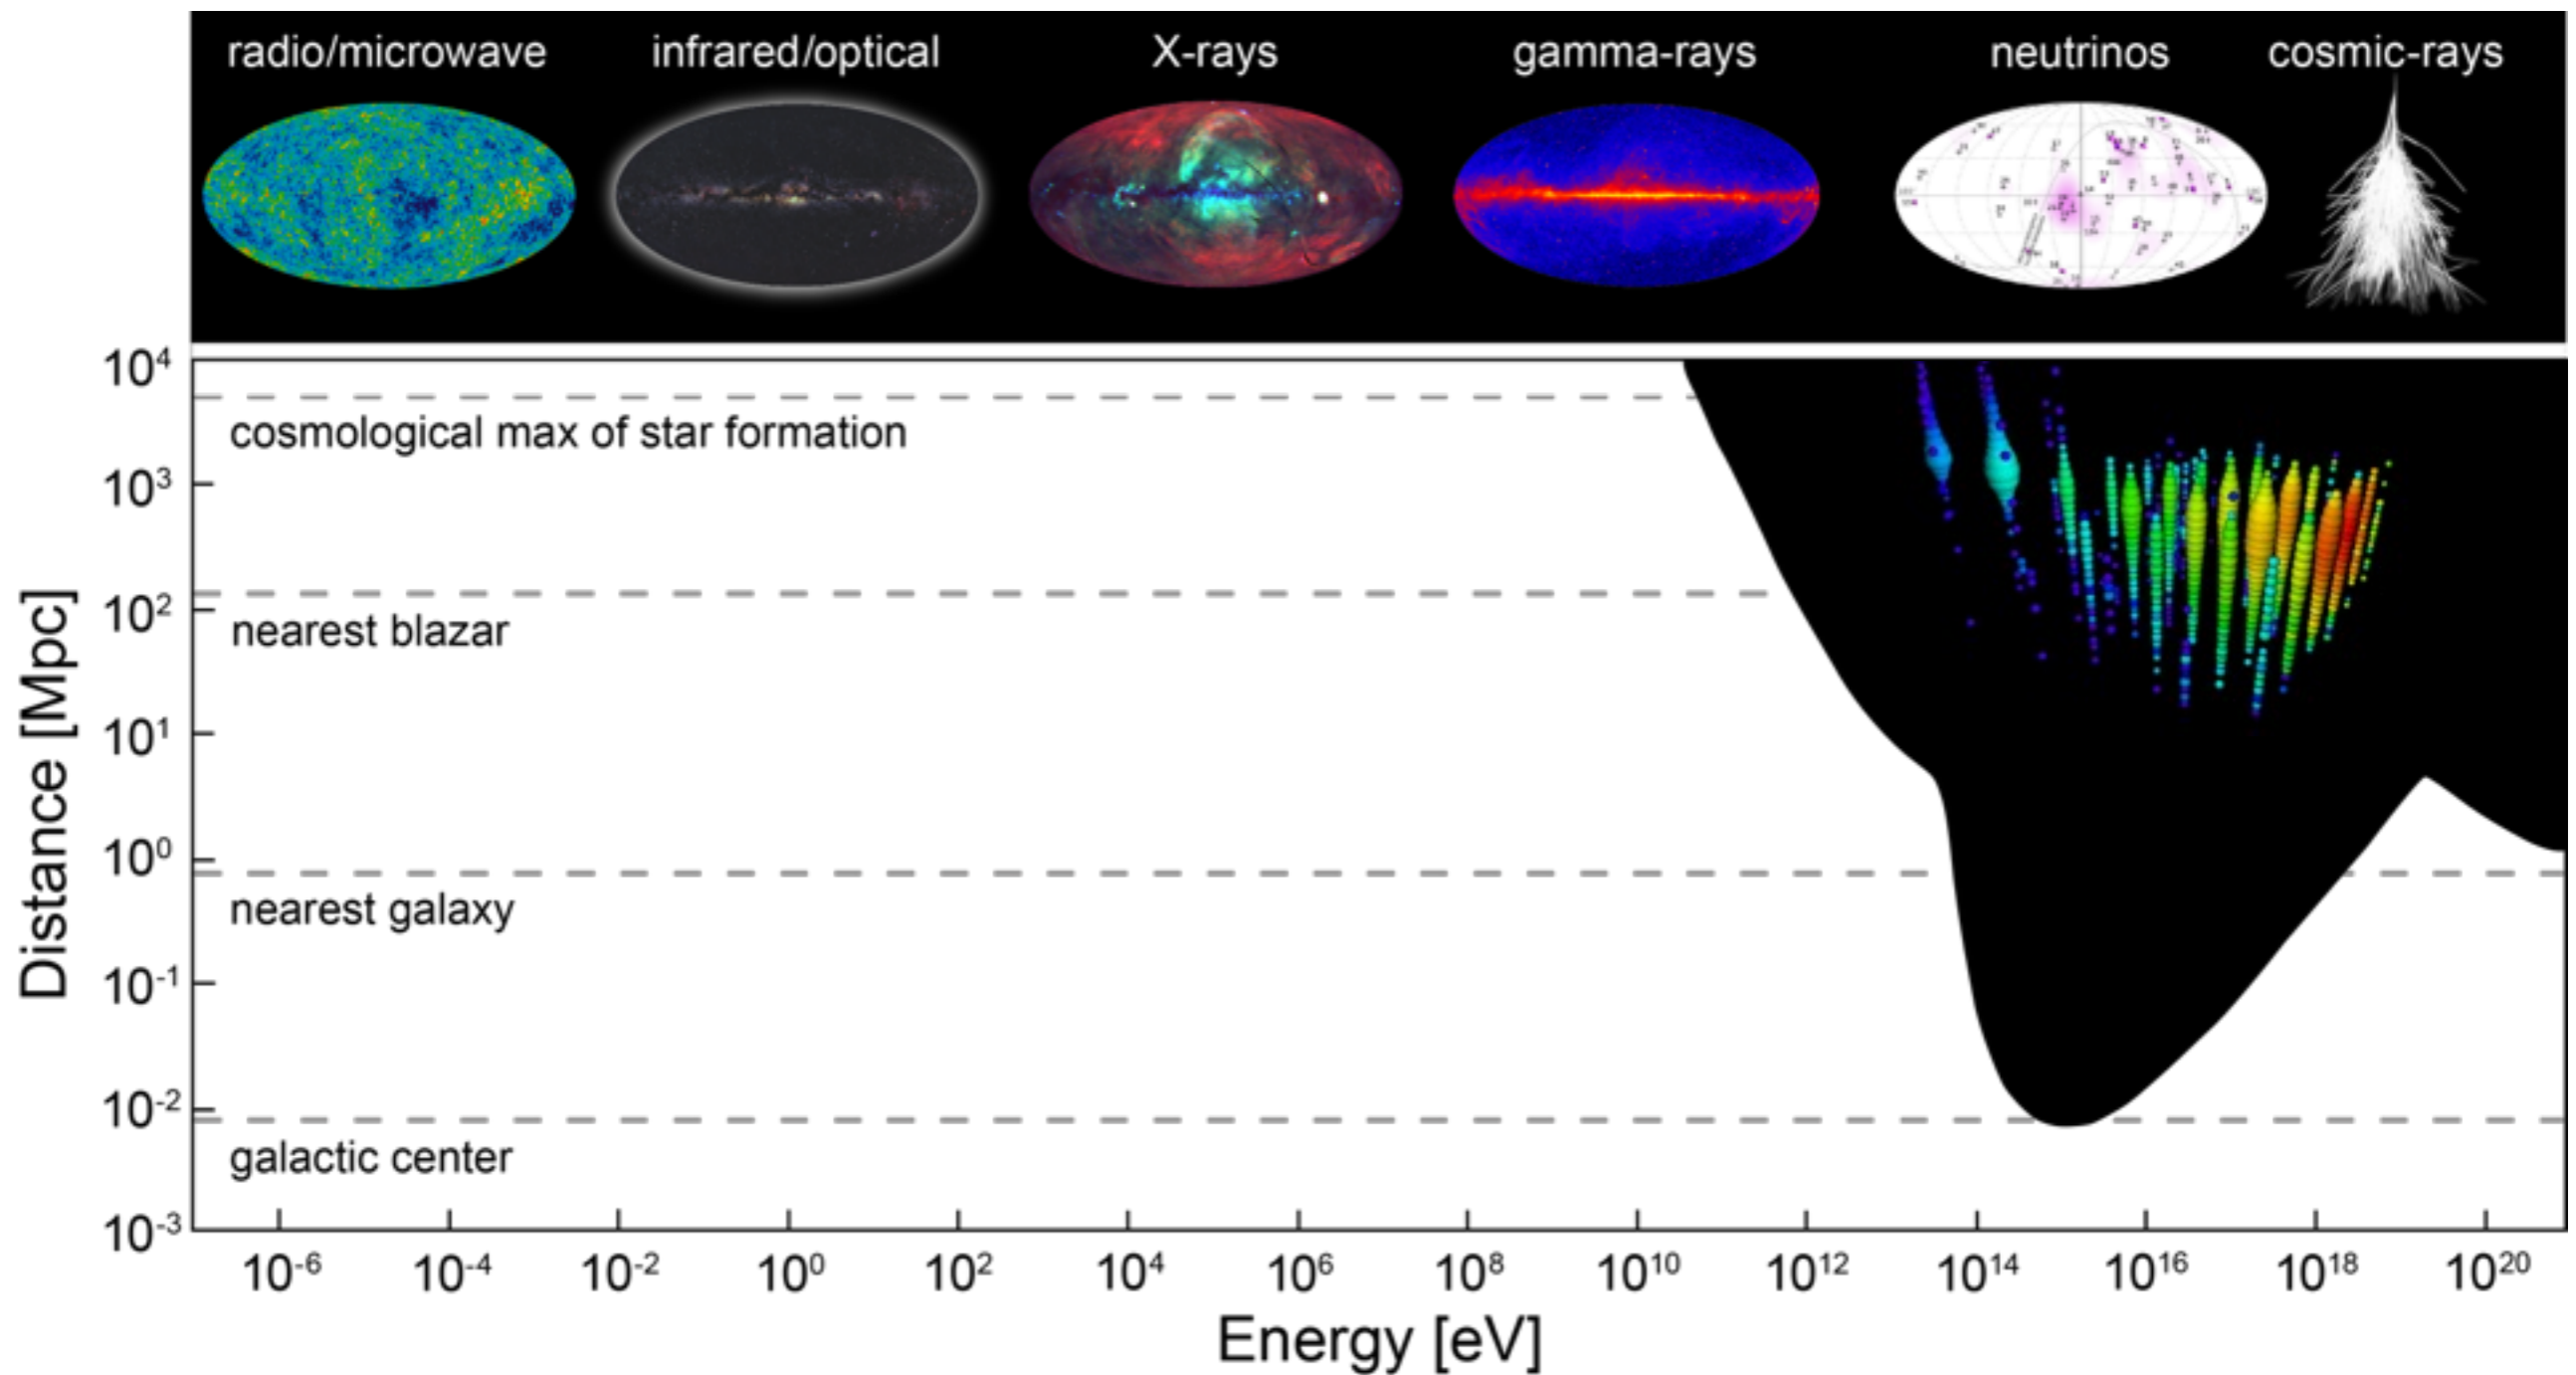 radio/microwave infrared/optical X-rays gamma-rays neutrinos cosmic-rays
10⁴
cosmological max of star formation
10³
10²
nearest blazar
10¹
10⁰
nearest galaxy
10⁻¹
10⁻²
galactic center
10⁻³
Distance [Mpc]
10⁻⁶ 10⁻⁴ 10⁻² 10⁰ 10² 10⁴ 10⁶ 10⁸ 10¹⁰ 10¹² 10¹⁴ 10¹⁶ 10¹⁸ 10²⁰
Energy [eV]